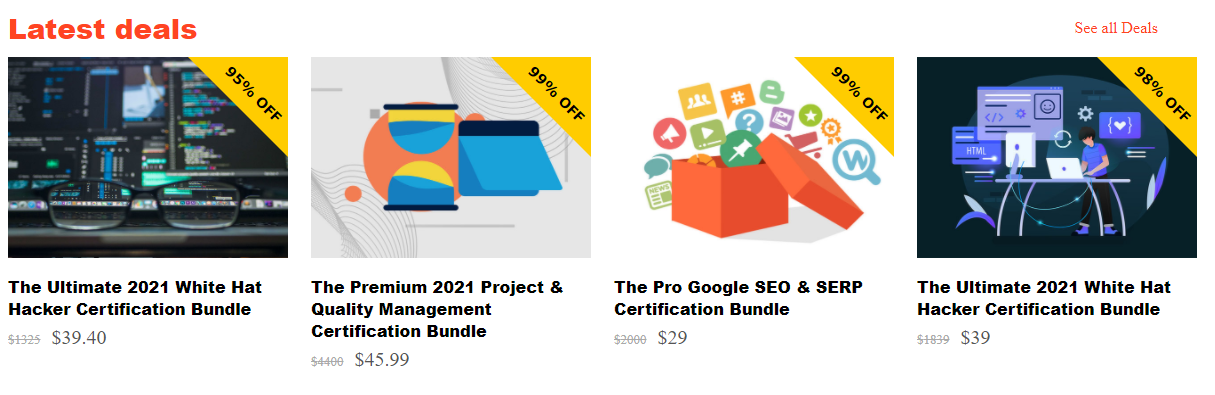 Latest deals
See all Deals
95% OFF
99% OFF
99% OFF
98% OFF
NEWS
W
HTML
</>
The Ultimate 2021 White Hat
Hacker Certification Bundle
$1325 $39.40
The Premium 2021 Project &
Quality Management
Certification Bundle
$4400 $45.99
The Pro Google SEO & SERP
Certification Bundle
$2000 $29
The Ultimate 2021 White Hat
Hacker Certification Bundle
$1839 $39